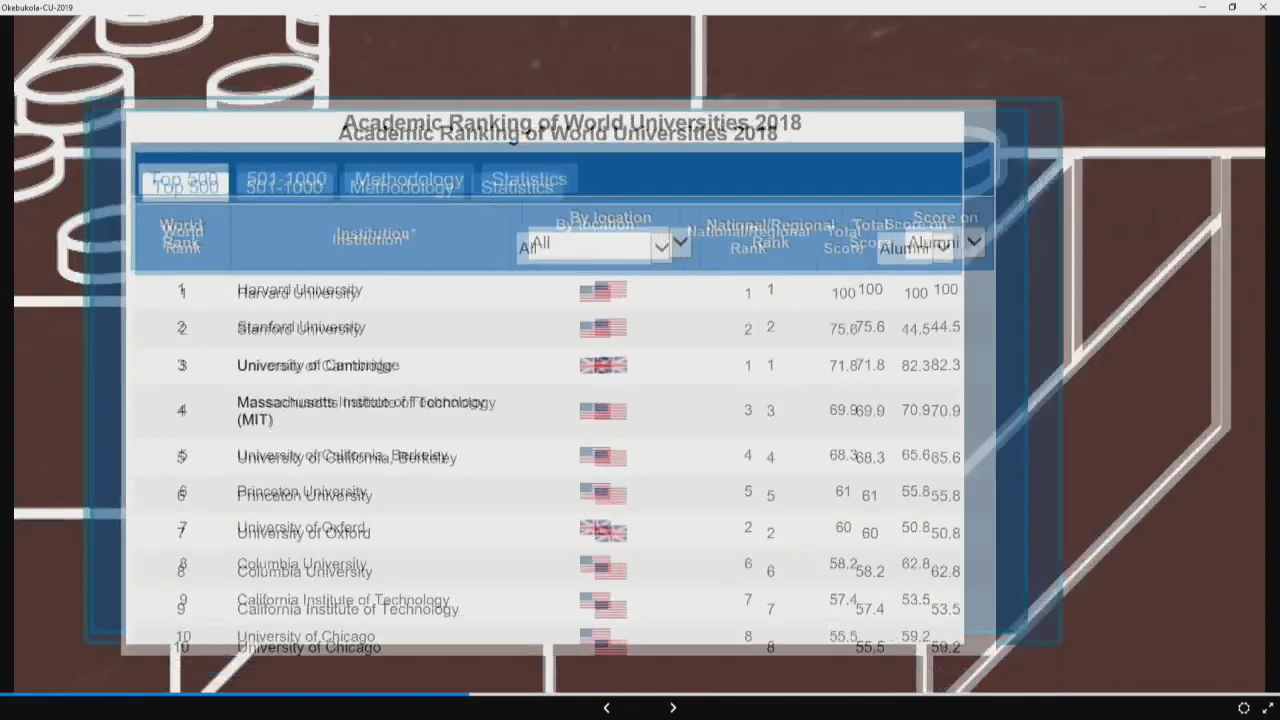 Okebukola-CU-2019
Academic Ranking of World Universities 2018
Top 500 501-1000 Methodology Statistics
World Rank Institution* By location All National/Regional Rank Total Score Score on Alumni
1 Harvard University 1 100 100
2 Stanford University 2 75.6 44.5
3 University of Cambridge 1 71.8 82.3
4 Massachusetts Institute of Technology (MIT) 3 69.9 70.9
5 University of California, Berkeley 4 68.3 65.6
6 Princeton University 5 61 55.8
7 University of Oxford 2 60 50.8
8 Columbia University 6 58.2 62.8
9 California Institute of Technology 7 57.4 53.5
10 University of Chicago 8 55.5 59.2